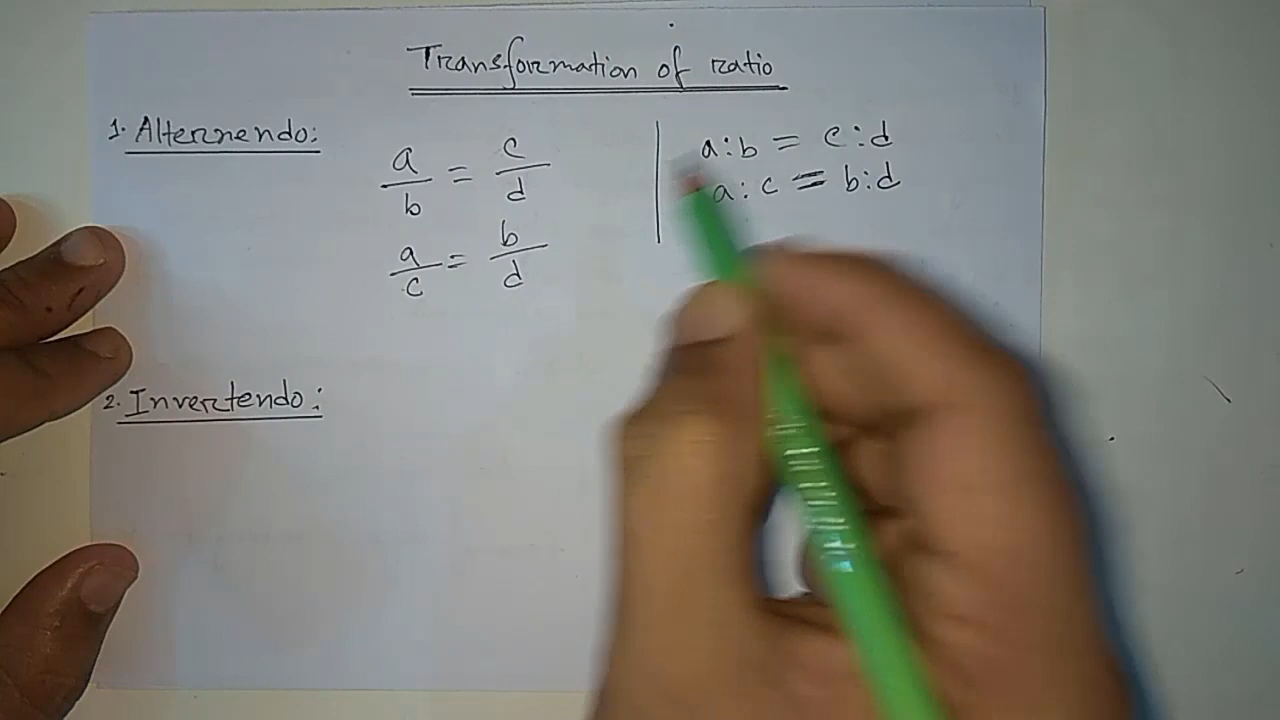 Transformation of ratio
1. Alternendo:
a/b = c/d
a/c = b/d
a:b = c:d
a:c = b:d
2. Invertendo: